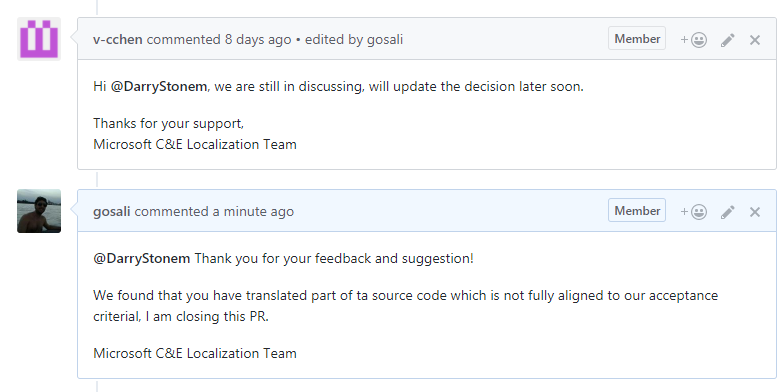 v-cchen commented 8 days ago • edited by gosali
Member
Hi @DarryStonem, we are still in discussing, will update the decision later soon.
Thanks for your support,
Microsoft C&E Localization Team
gosali commented a minute ago
Member
@DarryStonem Thank you for your feedback and suggestion!
We found that you have translated part of ta source code which is not fully aligned to our acceptance
criterial, I am closing this PR.
Microsoft C&E Localization Team